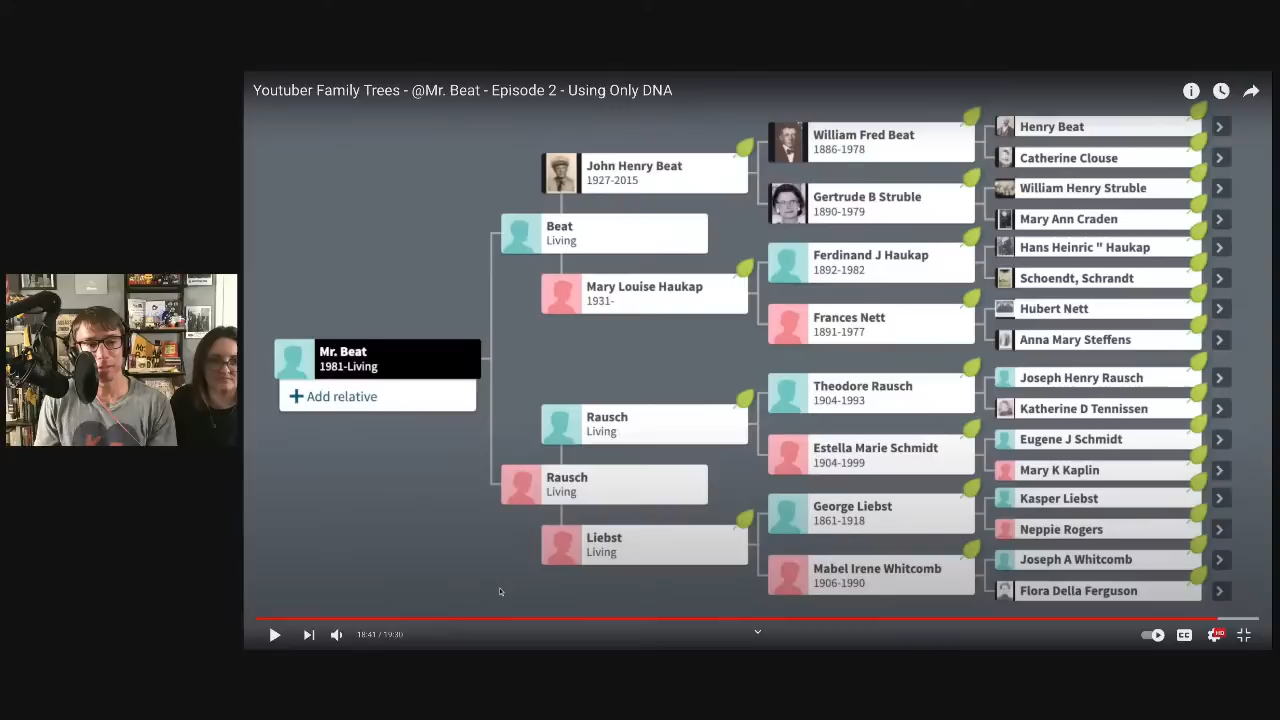 Youtuber Family Trees - @Mr. Beat - Episode 2 - Using Only DNA
Mr. Beat
1981-Living
Add relative
Beat
Living
Rausch
Living
John Henry Beat
1927-2015
Mary Louise Haukap
1931-
Rausch
Living
Liebst
Living
William Fred Beat
1886-1978
Gertrude B Struble
1890-1979
Ferdinand J Haukap
1892-1982
Frances Nett
1891-1977
Theodore Rausch
1904-1993
Estella Marie Schmidt
1904-1999
George Liebst
1861-1918
Mabel Irene Whitcomb
1906-1990
Henry Beat
Catherine Clouse
William Henry Struble
Mary Ann Craden
Hans Heinric " Haukap
Schoendt, Schrandt
Hubert Nett
Anna Mary Steffens
Joseph Henry Rausch
Katherine D Tennissen
Eugene J Schmidt
Mary K Kaplin
Kasper Liebst
Neppie Rogers
Joseph A Whitcomb
Flora Della Ferguson
18:41 / 19:30
CC
HD